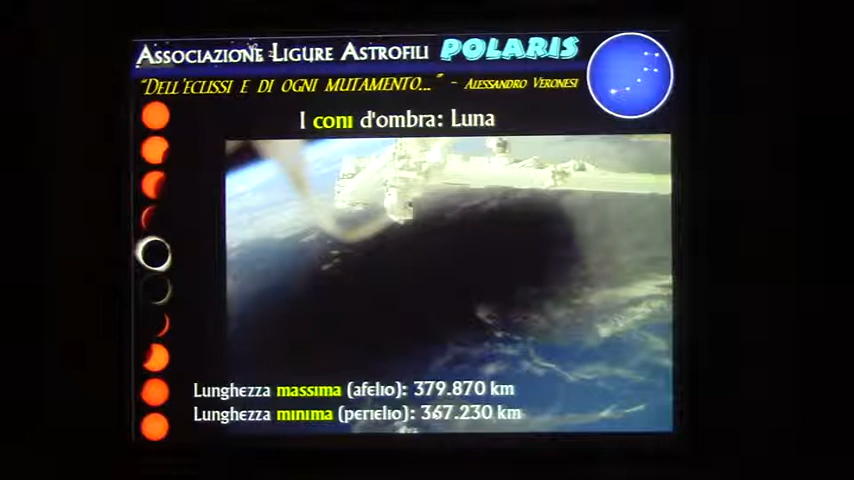 Associazione Ligure Astrofili POLARIS
"Dell'eclissi e di ogni mutamento..." - Alessandro Veronesi
I coni d'ombra: Luna
Lunghezza massima (afelio): 379.870 km
Lunghezza minima (perielio): 367.230 km